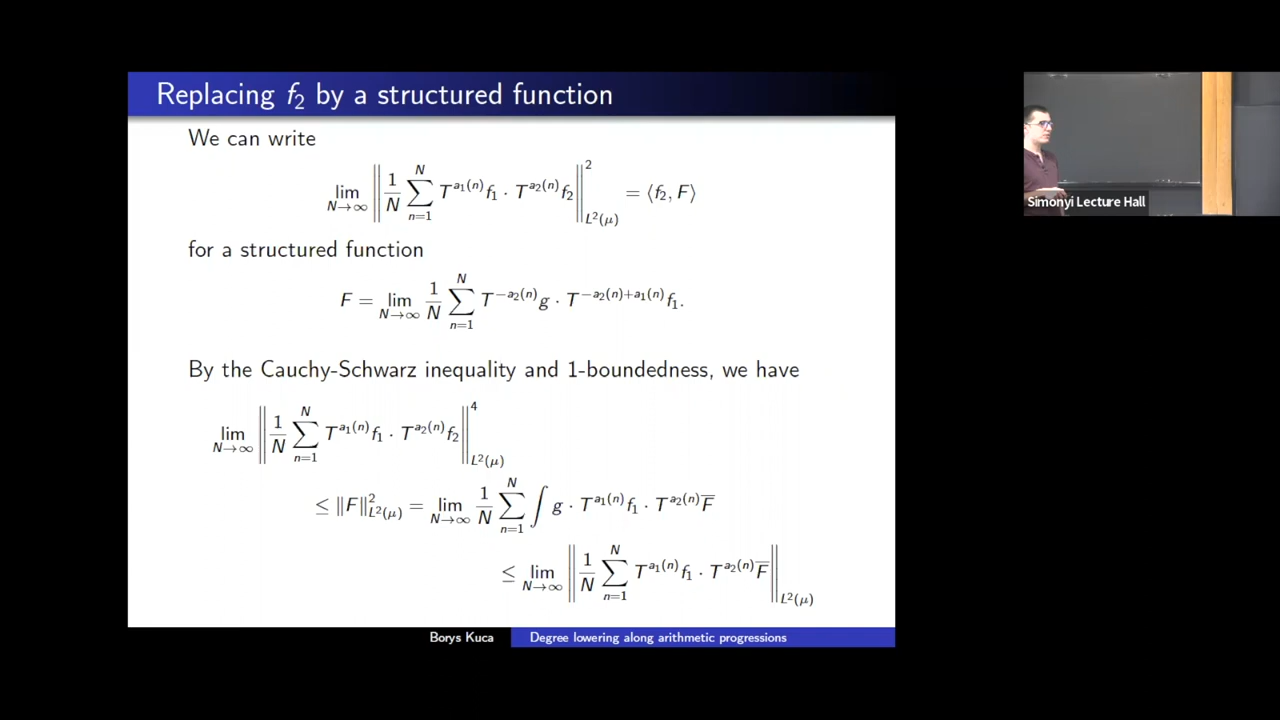 Replacing f₂ by a structured function
We can write
lim_{N→∞} ‖ 1/N ∑_{n=1}^{N} T^{a₁(n)} f₁ · T^{a₂(n)} f₂ ‖²_{L²(μ)} = ⟨f₂, F⟩
for a structured function
F = lim_{N→∞} 1/N ∑_{n=1}^{N} T^{−a₂(n)} g · T^{−a₂(n)+a₁(n)} f₁.
By the Cauchy-Schwarz inequality and 1-boundedness, we have
lim_{N→∞} ‖ 1/N ∑_{n=1}^{N} T^{a₁(n)} f₁ · T^{a₂(n)} f₂ ‖⁴_{L²(μ)}
≤ ‖F‖²_{L²(μ)} = lim_{N→∞} 1/N ∑_{n=1}^{N} ∫ g · T^{a₁(n)} f₁ · T^{a₂(n)} F̅
≤ lim_{N→∞} ‖ 1/N ∑_{n=1}^{N} T^{a₁(n)} f₁ · T^{a₂(n)} F̅ ‖_{L²(μ)}
Borys Kuca
Degree lowering along arithmetic progressions
Simonyi Lecture Hall